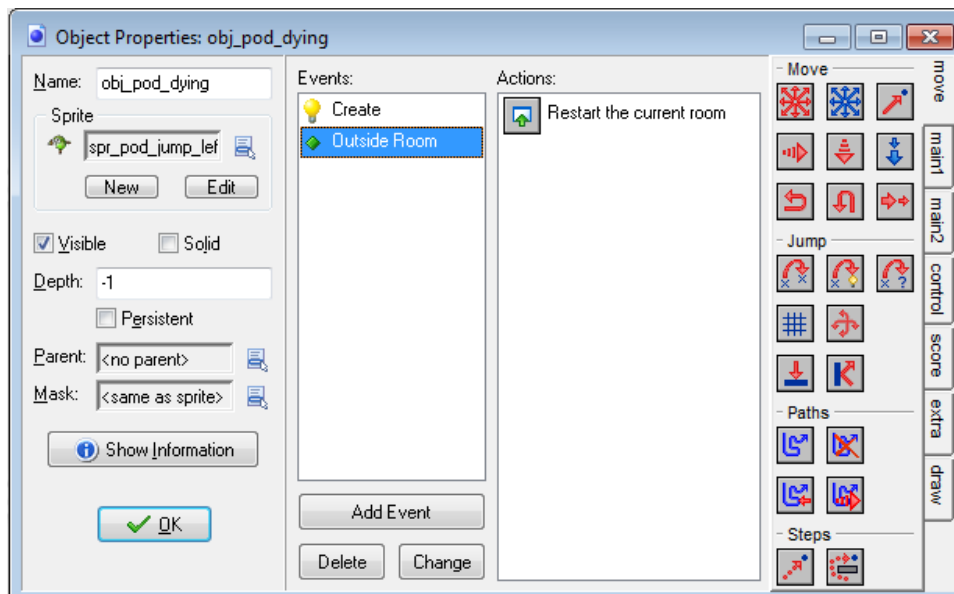 Object Properties: obj_pod_dying
Name: obj_pod_dying
Sprite
spr_pod_jump_lef
New Edit
Visible Solid
Depth: -1
Persistent
Parent: <no parent>
Mask: <same as sprite>
Show Information
OK
Events:
Create
Outside Room
Add Event
Delete Change
Actions:
Restart the current room
Move
Jump
Paths
Steps
move
main1
main2
control
score
extra
draw